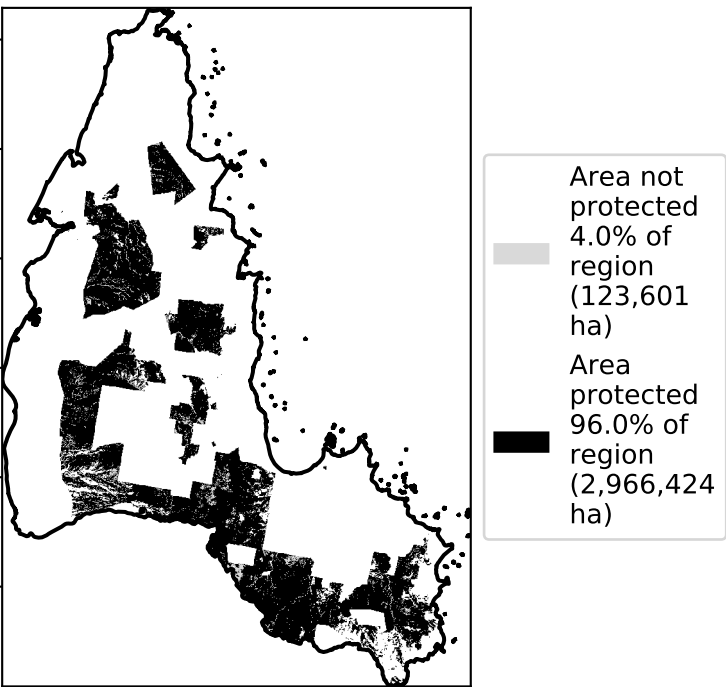 Area not
protected
4.0% of
region
(123,601
ha)
Area
protected
96.0% of
region
(2,966,424
ha)